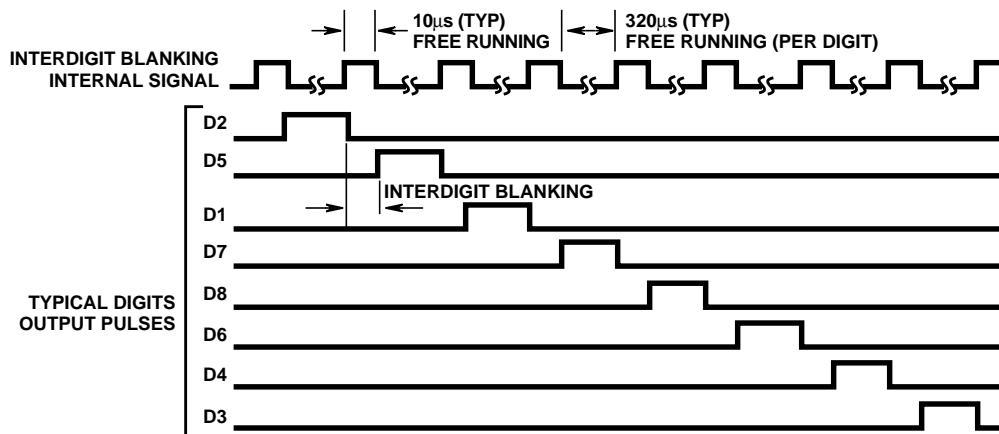 10μs (TYP)
FREE RUNNING
320μs (TYP)
FREE RUNNING (PER DIGIT)
INTERDIGIT BLANKING
INTERNAL SIGNAL
D2
D5
INTERDIGIT BLANKING
D1
D7
TYPICAL DIGITS
OUTPUT PULSES
D8
D6
D4
D3